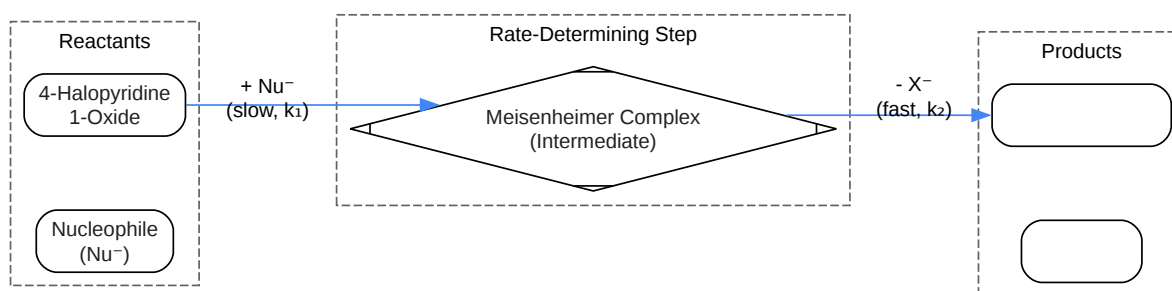 Reactants
4-Halopyridine
1-Oxide
Nucleophile
(Nu⁻)
+ Nu⁻
(slow, k₁)
Rate-Determining Step
Meisenheimer Complex
(Intermediate)
- X⁻
(fast, k₂)
Products